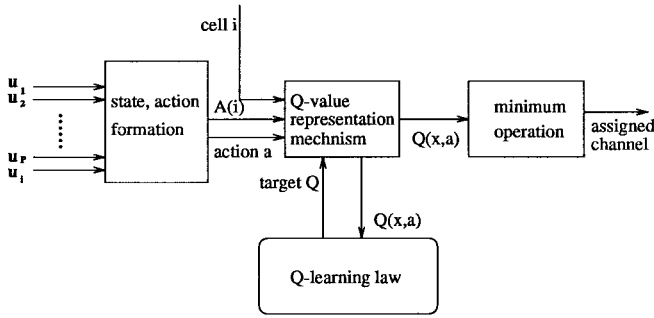 cell i
u1
u2
uP
ui
state, action
formation
A(i)
action a
Q-value
representation
mechnism
Q(x,a)
minimum
operation
assigned
channel
target Q
Q(x,a)
Q-learning law